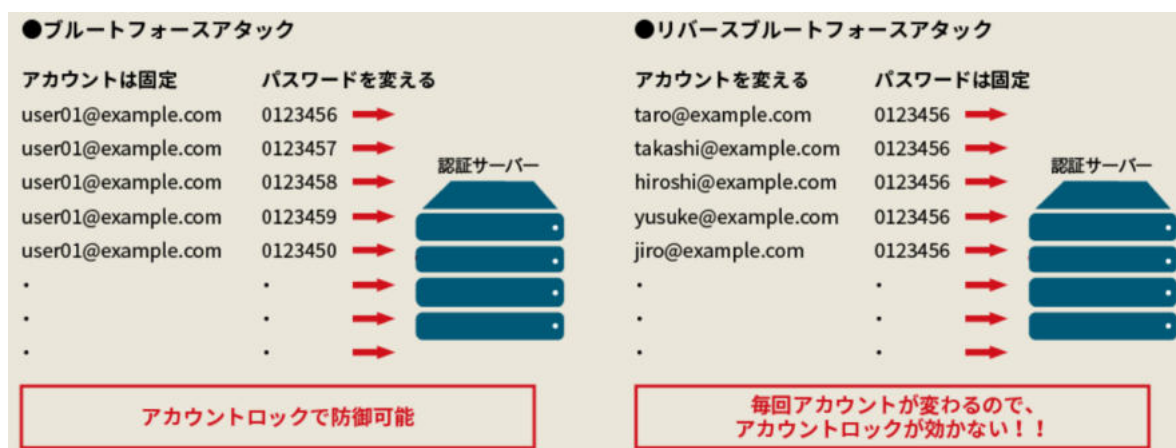 ●ブルートフォースアタック
アカウントは固定 パスワードを変える
user01@example.com 0123456
user01@example.com 0123457
user01@example.com 0123458
user01@example.com 0123459
user01@example.com 0123450
・ ・
・ ・
・ ・
認証サーバー
アカウントロックで防御可能
●リバースブルートフォースアタック
アカウントを変える パスワードは固定
taro@example.com 0123456
takashi@example.com 0123456
hiroshi@example.com 0123456
yusuke@example.com 0123456
jiro@example.com 0123456
・ ・
・ ・
・ ・
認証サーバー
毎回アカウントが変わるので、
アカウントロックが効かない！！